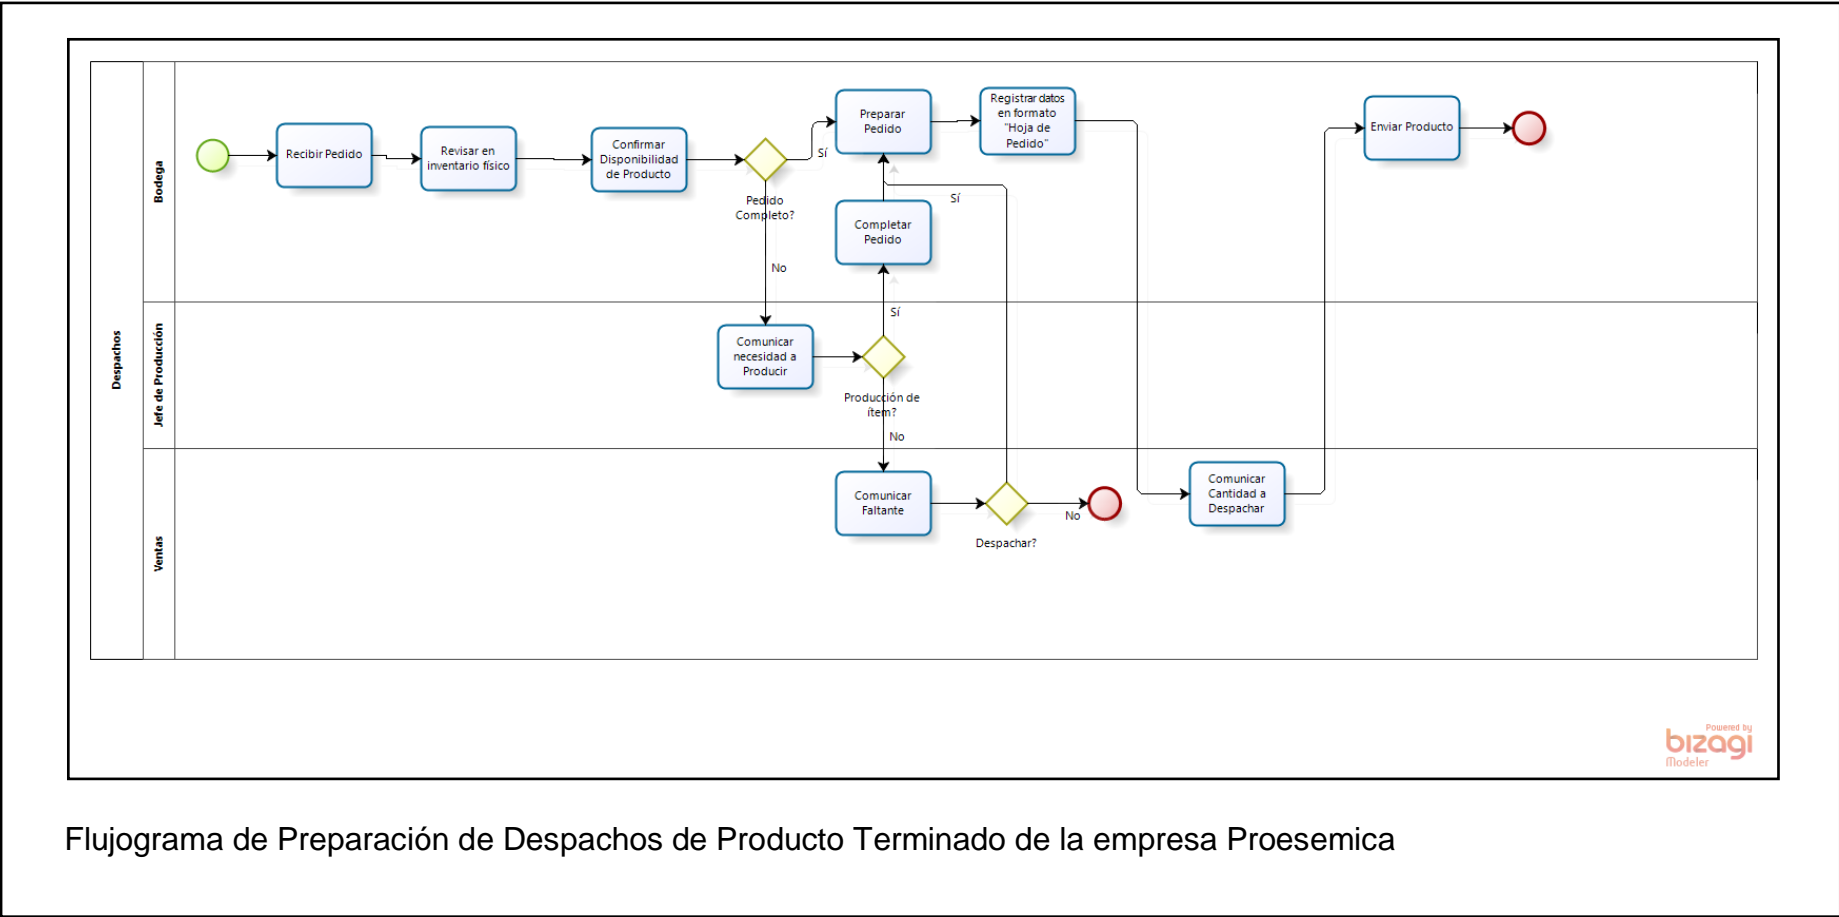 Despachos
Bodega
Recibir Pedido
Revisar en
inventario físico
Confirmar
Disponibilidad
de Producto
Pedido
Completo?
Sí
No
Preparar
Pedido
Registrar datos
en formato
"Hoja de
Pedido"
Completar
Pedido
Sí
Enviar Producto
Jefe de Producción
Comunicar
necesidad a
Producir
Sí
Producción de
ítem?
No
Ventas
Comunicar
Faltante
Despachar?
No
Comunicar
Cantidad a
Despachar
Powered by
bizagi
Modeler
Flujograma de Preparación de Despachos de Producto Terminado de la empresa Proesemica